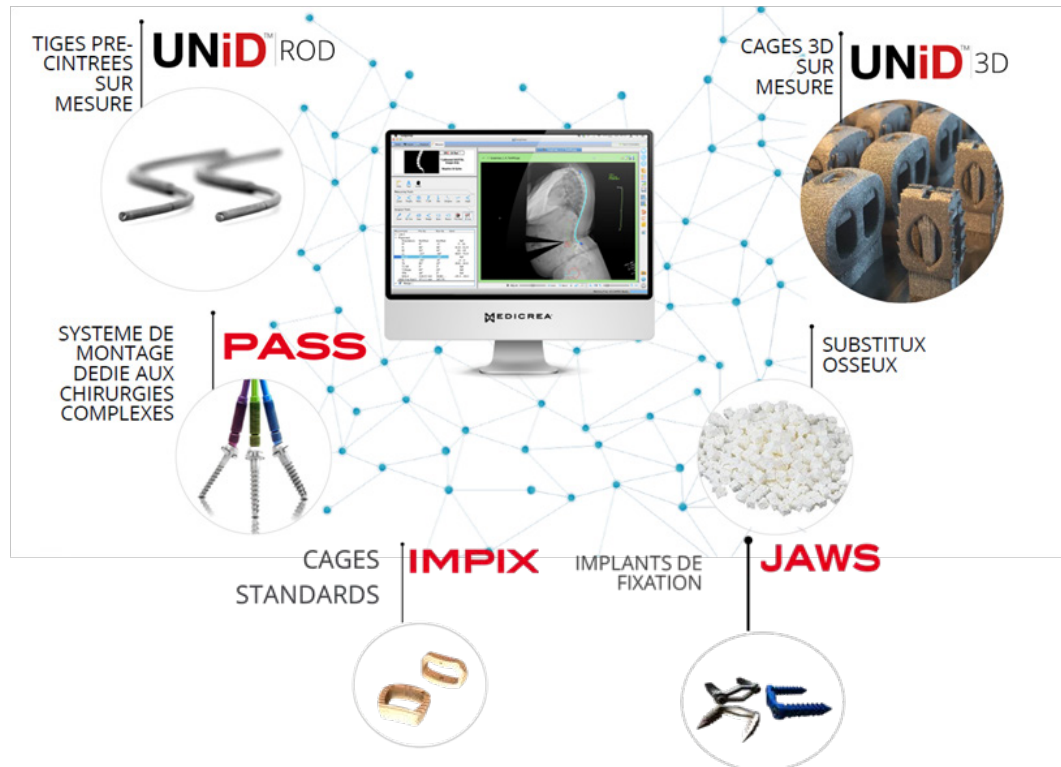 TIGES PRE-
CINTREES
SUR
MESURE
UNiD™ ROD
CAGES 3D
SUR
MESURE
UNiD™ 3D
MEDICREA
SYSTEME DE
MONTAGE
DEDIE AUX
CHIRURGIES
COMPLEXES
PASS
SUBSTITUX
OSSEUX
CAGES
STANDARDS
IMPIX
IMPLANTS DE
FIXATION
JAWS